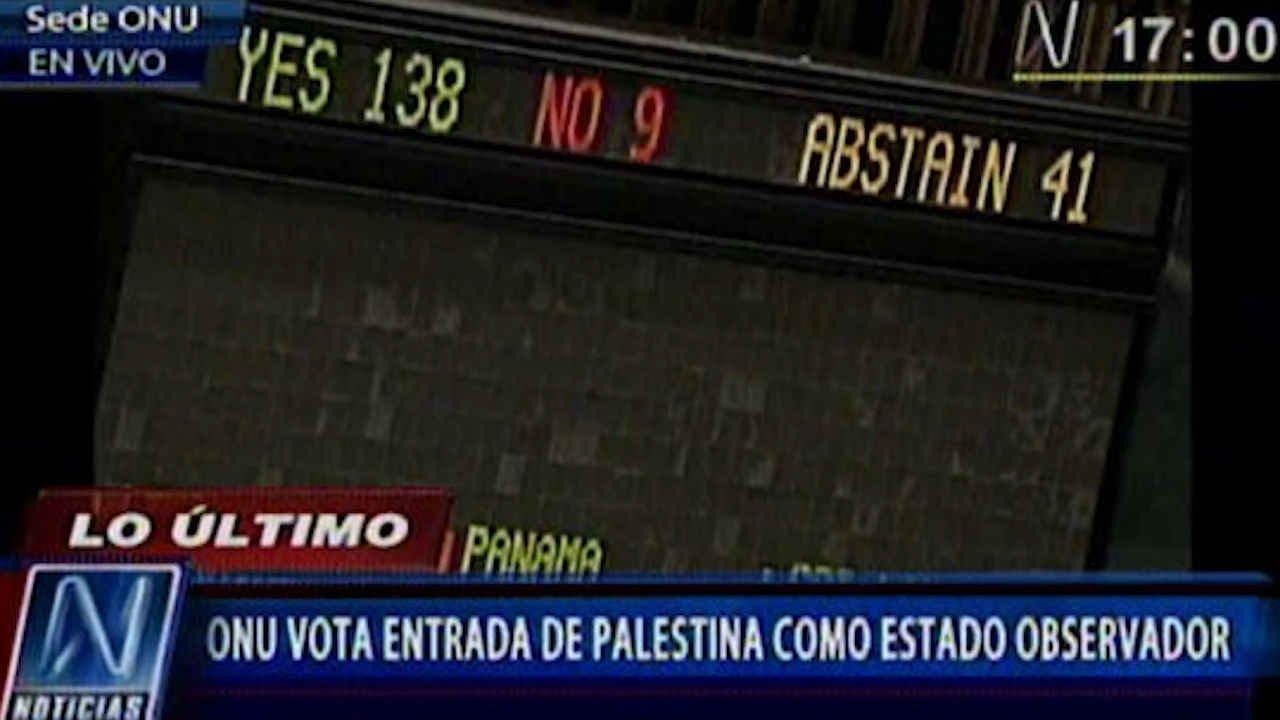 Sede ONU
EN VIVO
N 17:00
YES 138 NO 9 ABSTAIN 41
LO ÚLTIMO
PANAMA
N
NOTICIAS
ONU VOTA ENTRADA DE PALESTINA COMO ESTADO OBSERVADOR